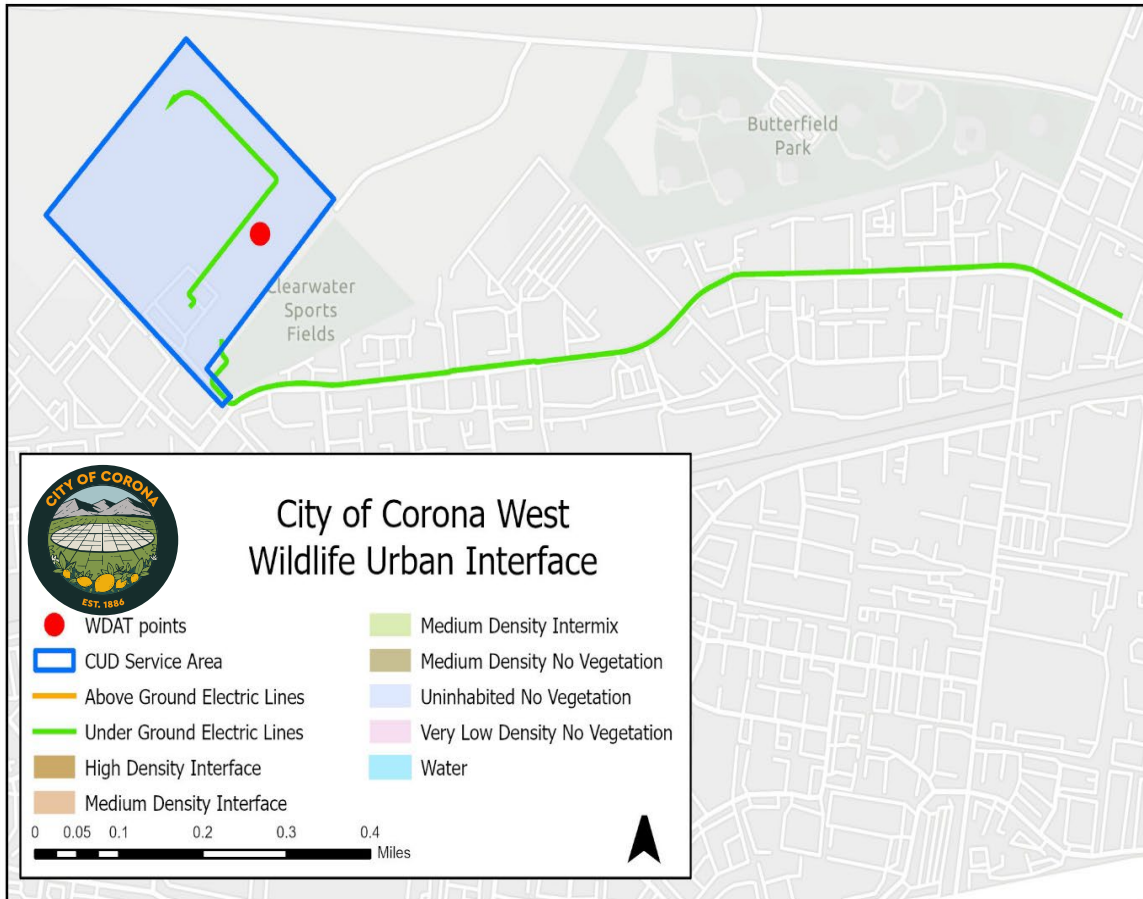 Butterfield
Park
Clearwater
Sports
Fields
CITY OF CORONA
EST. 1886
City of Corona West
Wildlife Urban Interface
WDAT points
CUD Service Area
Above Ground Electric Lines
Under Ground Electric Lines
High Density Interface
Medium Density Interface
Medium Density Intermix
Medium Density No Vegetation
Uninhabited No Vegetation
Very Low Density No Vegetation
Water
0 0.05 0.1 0.2 0.3 0.4
Miles